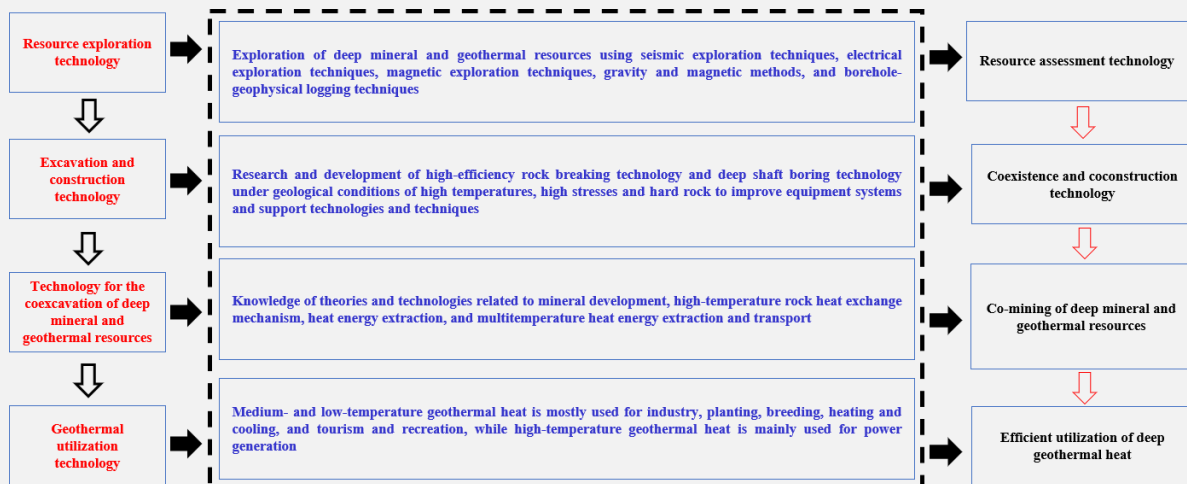 Resource exploration
technology
Exploration of deep mineral and geothermal resources using seismic exploration techniques, electrical
exploration techniques, magnetic exploration techniques, gravity and magnetic methods, and borehole-
geophysical logging techniques
Resource assessment technology
Excavation and
construction
technology
Research and development of high-efficiency rock breaking technology and deep shaft boring technology
under geological conditions of high temperatures, high stresses and hard rock to improve equipment systems
and support technologies and techniques
Coexistence and coconstruction
technology
Technology for the
coexcavation of deep
mineral and
geothermal resources
Knowledge of theories and technologies related to mineral development, high-temperature rock heat exchange
mechanism, heat energy extraction, and multitemperature heat energy extraction and transport
Co-mining of deep mineral and
geothermal resources
Geothermal
utilization
technology
Medium- and low-temperature geothermal heat is mostly used for industry, planting, breeding, heating and
cooling, and tourism and recreation, while high-temperature geothermal heat is mainly used for power
generation
Efficient utilization of deep
geothermal heat